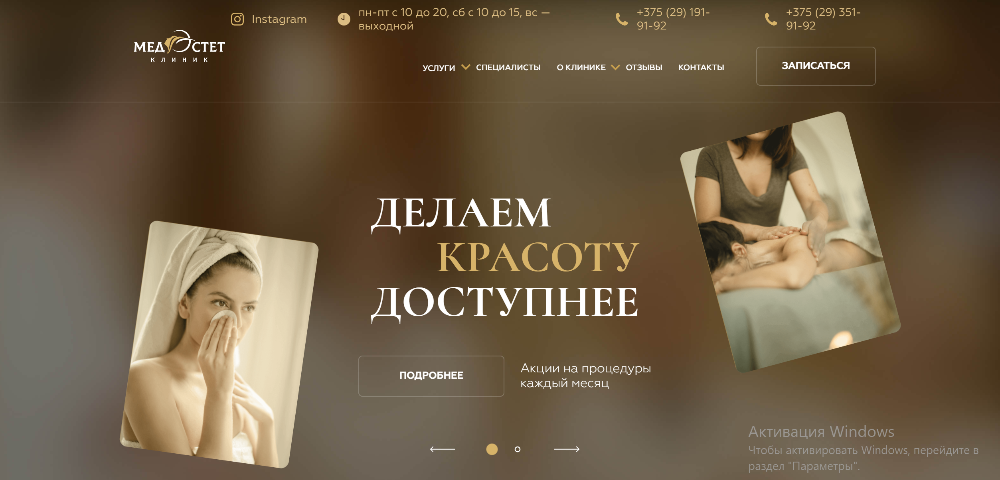 Instagram
пн-пт с 10 до 20, сб с 10 до 15, вс —
выходной
+375 (29) 191-
91-92
+375 (29) 351-
91-92
МЕДЭСТЕТ
КЛИНИК
УСЛУГИ
СПЕЦИАЛИСТЫ
О КЛИНИКЕ
ОТЗЫВЫ
КОНТАКТЫ
ЗАПИСАТЬСЯ
ДЕЛАЕМ
КРАСОТУ
ДОСТУПНЕЕ
ПОДРОБНЕЕ
Акции на процедуры
каждый месяц
Активация Windows
Чтобы активировать Windows, перейдите в
раздел "Параметры".